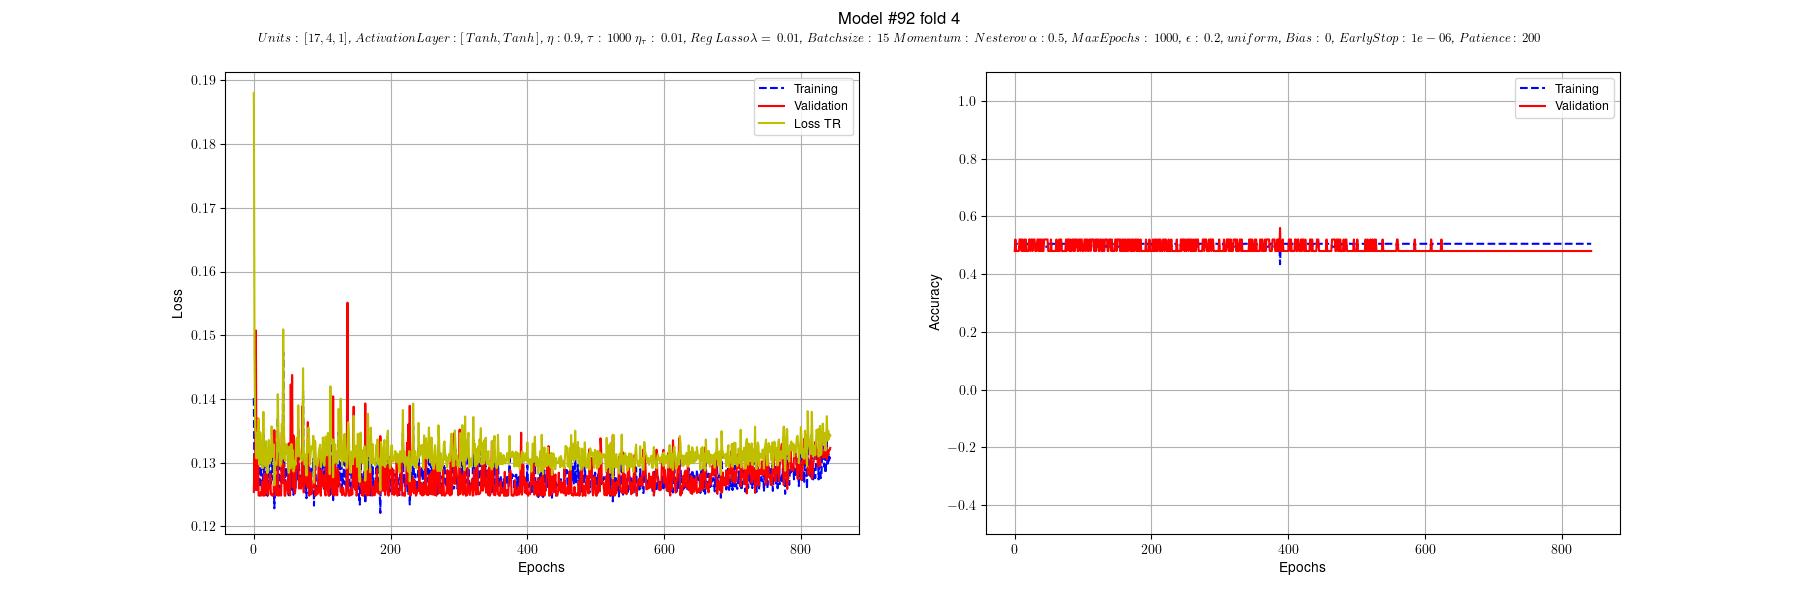 Model #92 fold 4
Units : [17, 4, 1], ActivationLayer : [Tanh, Tanh], η : 0.9, τ : 1000 ητ : 0.01, Reg Lassoλ = 0.01, Batchsize : 15 Momentum : Nesterov α : 0.5, MaxEpochs : 1000, ϵ : 0.2, uniform, Bias : 0, EarlyStop : 1e − 06, Patience : 200
0.19
0.18
0.17
0.16
0.15
0.14
0.13
0.12
Loss
0 200 400 600 800
Epochs
Training
Validation
Loss TR
1.0
0.8
0.6
0.4
0.2
0.0
−0.2
−0.4
Accuracy
0 200 400 600 800
Epochs
Training
Validation